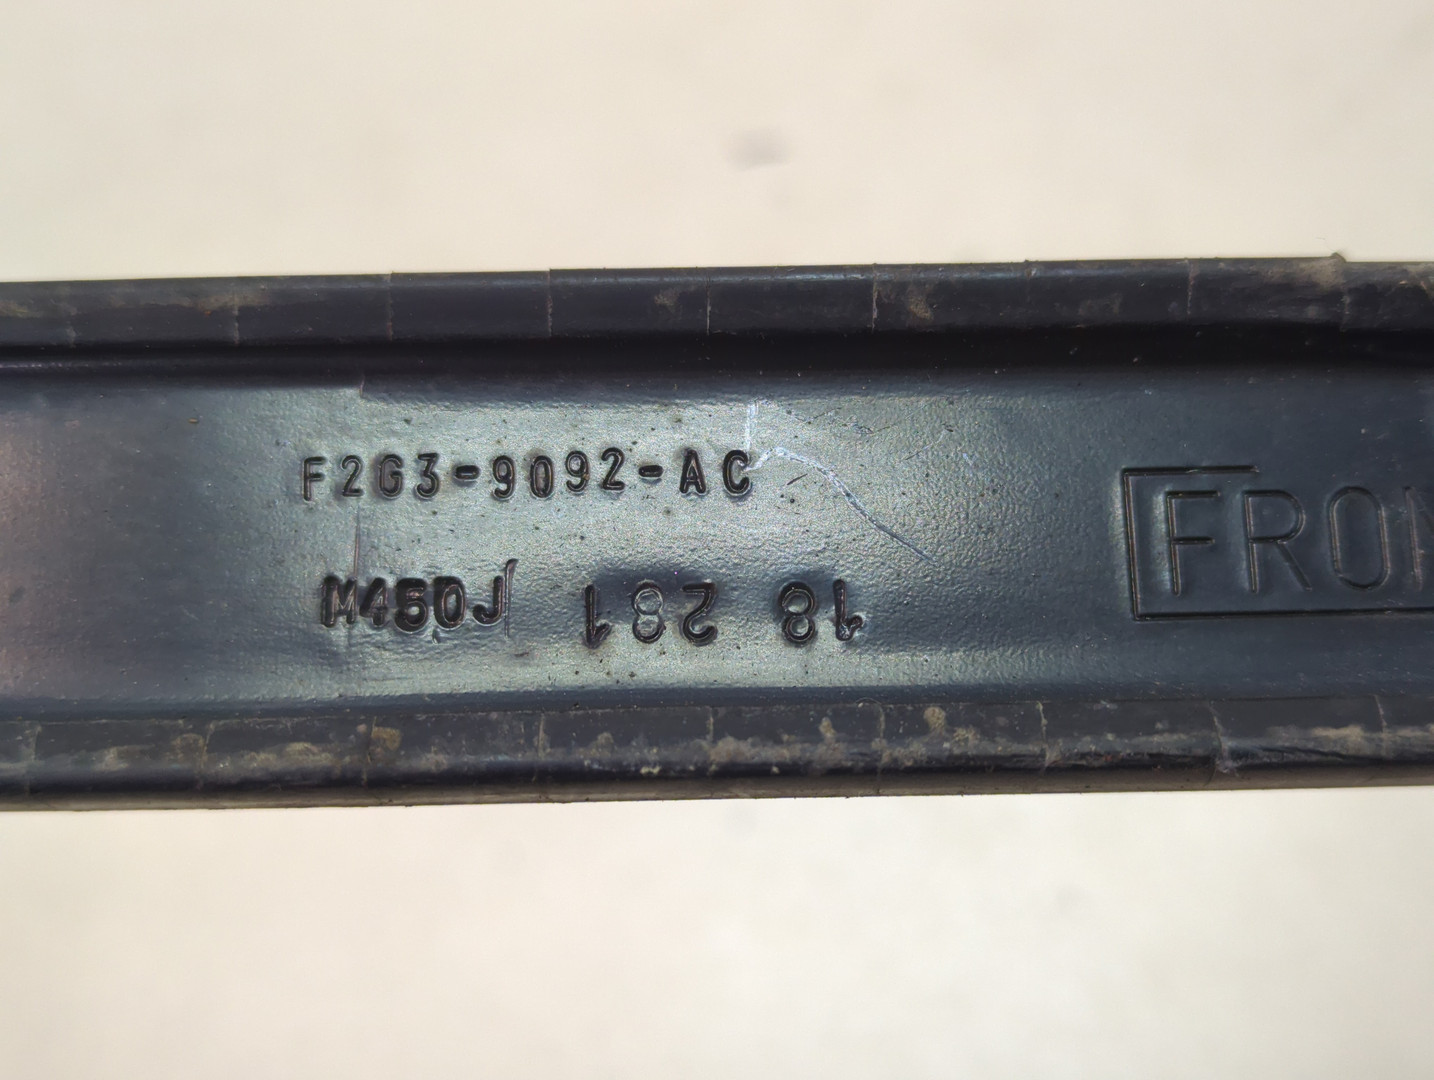 F2G3-9092-AC
M450J 18 281
FRON